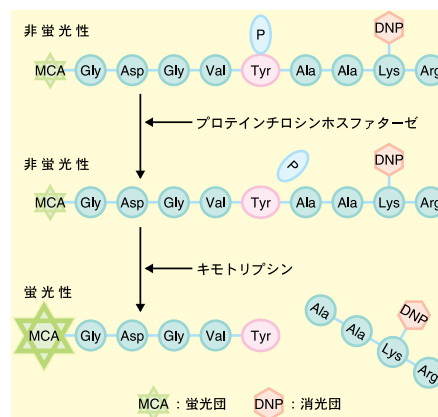 非蛍光性
P
DNP
MCA Gly Asp Gly Val Tyr Ala Ala Lys Arg
プロテインチロシンホスファターゼ
非蛍光性
P
DNP
MCA Gly Asp Gly Val Tyr Ala Ala Lys Arg
キモトリプシン
蛍光性
MCA Gly Asp Gly Val Tyr
DNP
Ala Ala Lys Arg
MCA：蛍光団 DNP：消光団